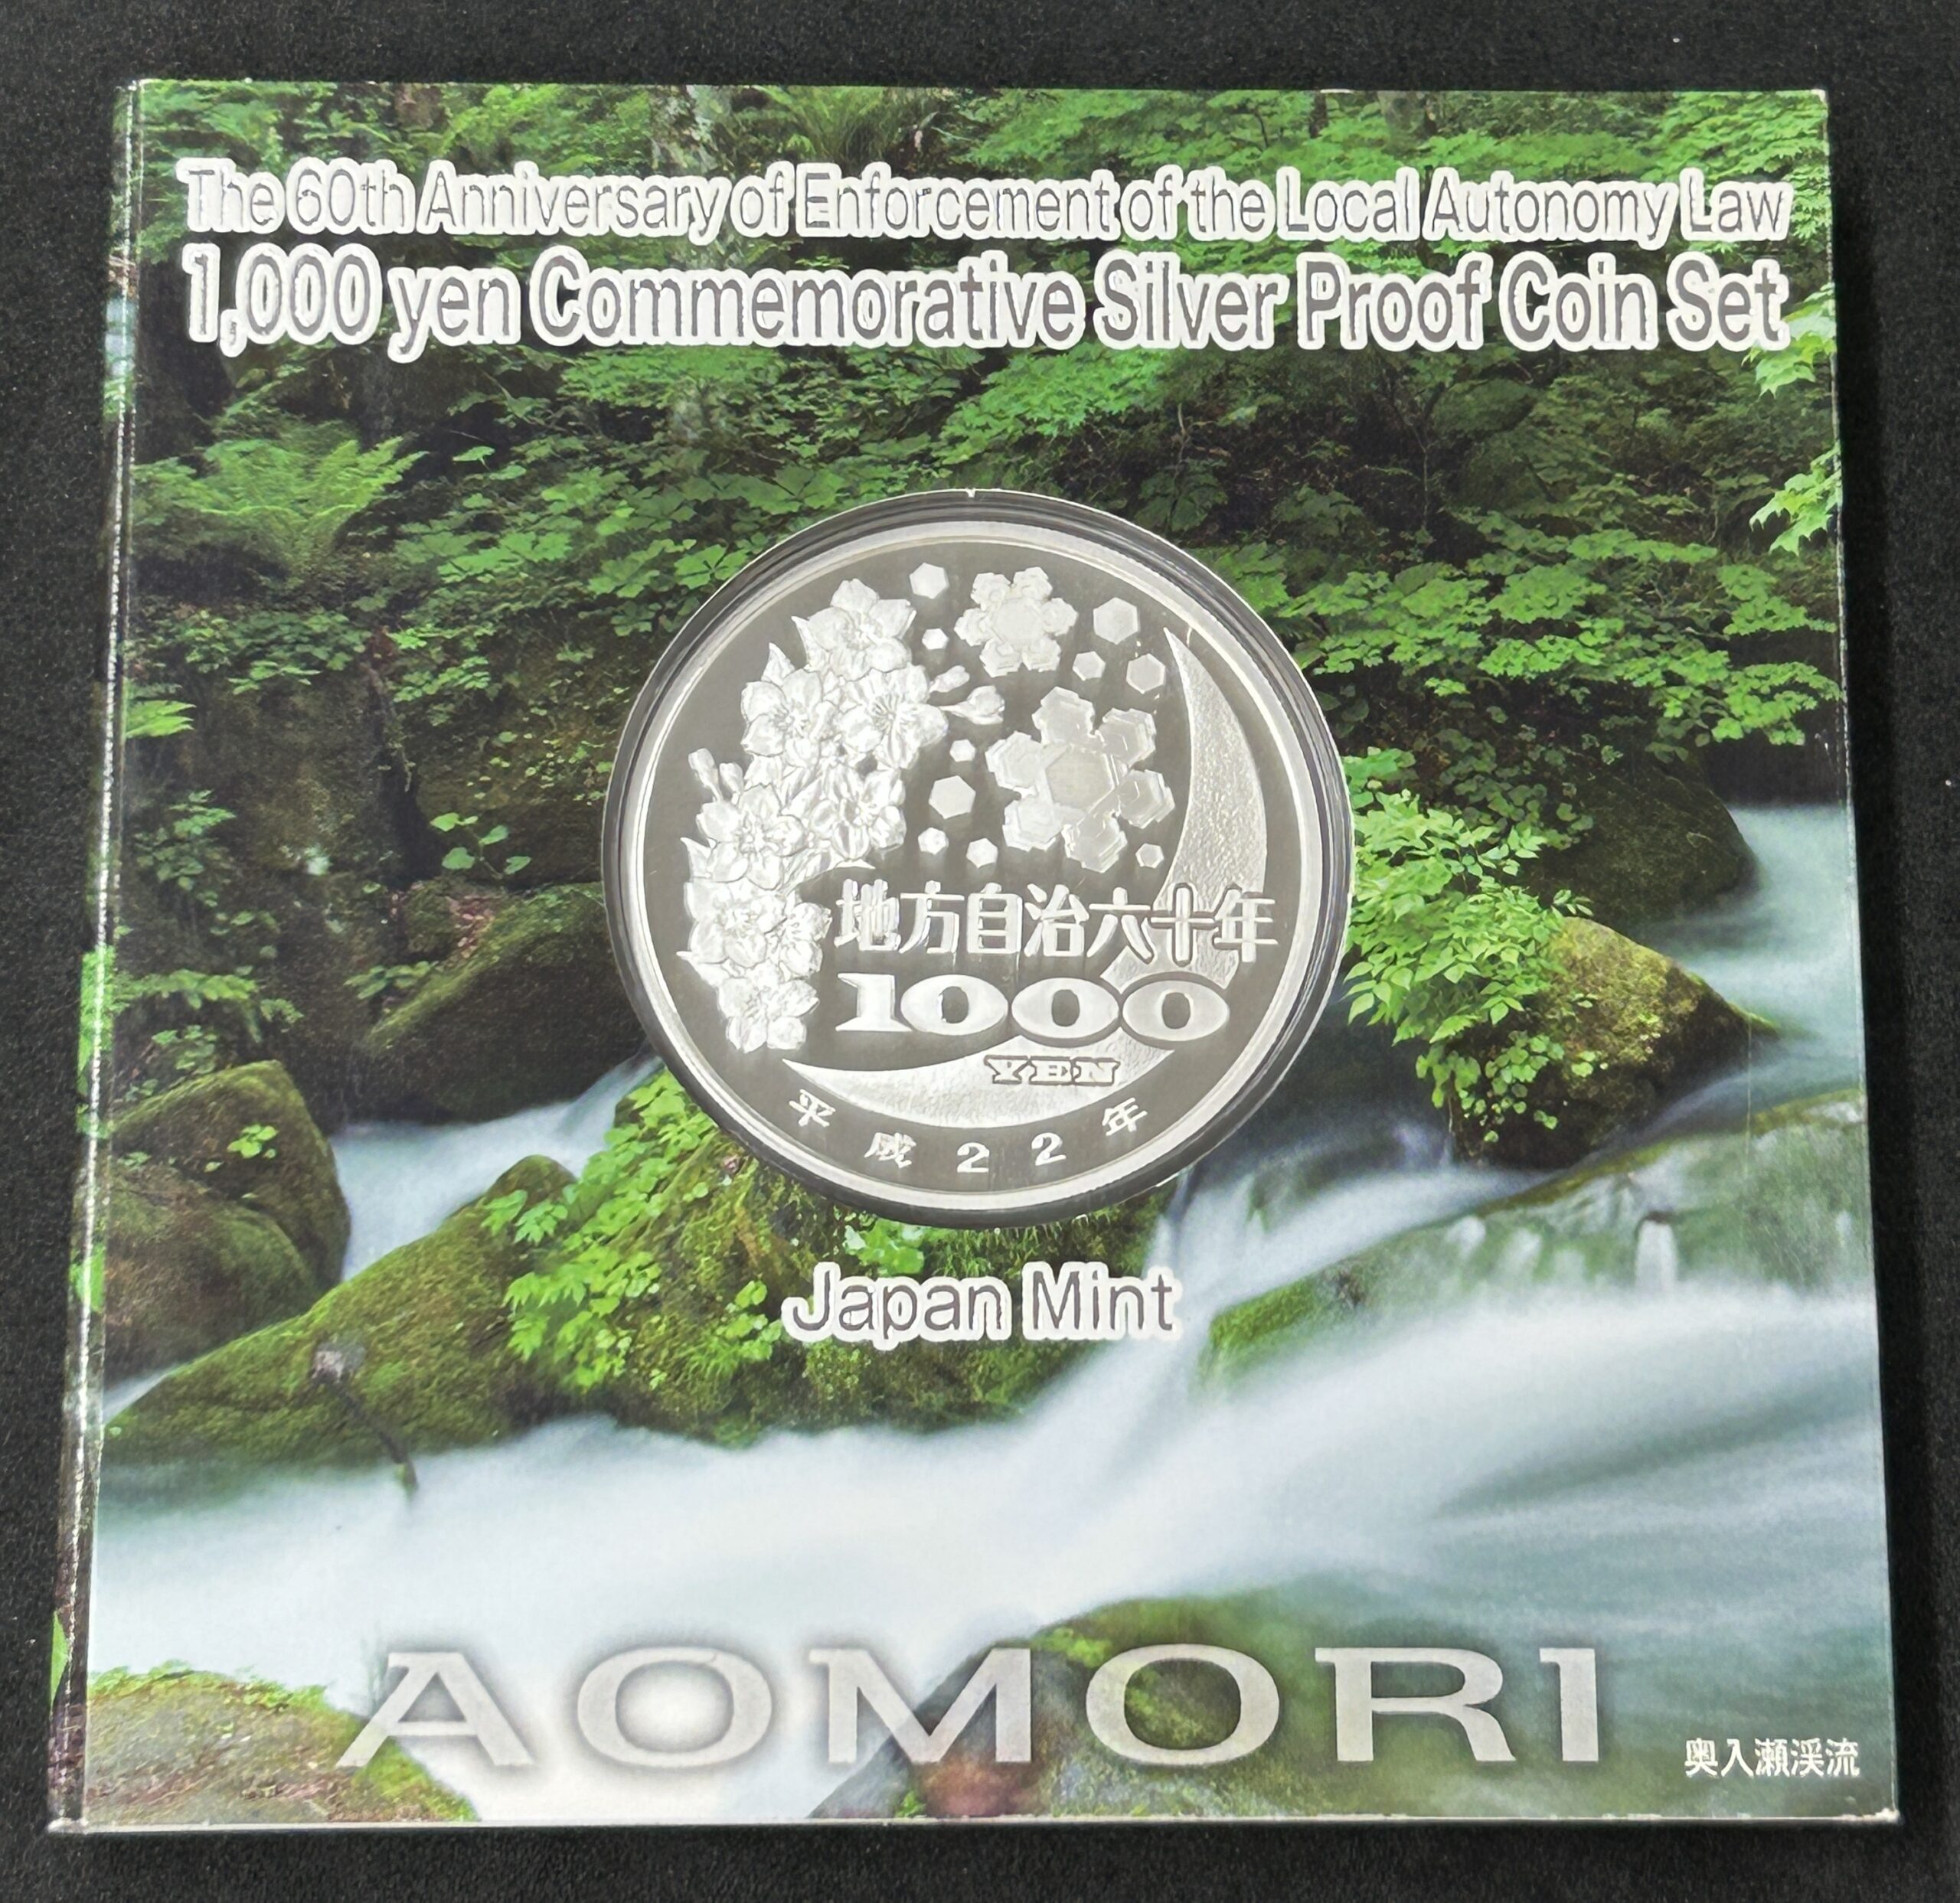 The 60th Anniversary of Enforcement of the Local Autonomy Law
1,000 yen Commemorative Silver Proof Coin Set
地方自治六十年
1000
YEN
平成22年
Japan Mint
AOMORI
奥入瀬渓流